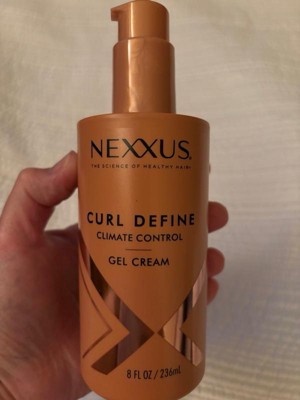 NEXXUS
THE SCIENCE OF HEALTHY HAIR
CURL DEFINE
CLIMATE CONTROL
GEL CREAM
8 FL OZ / 236mL